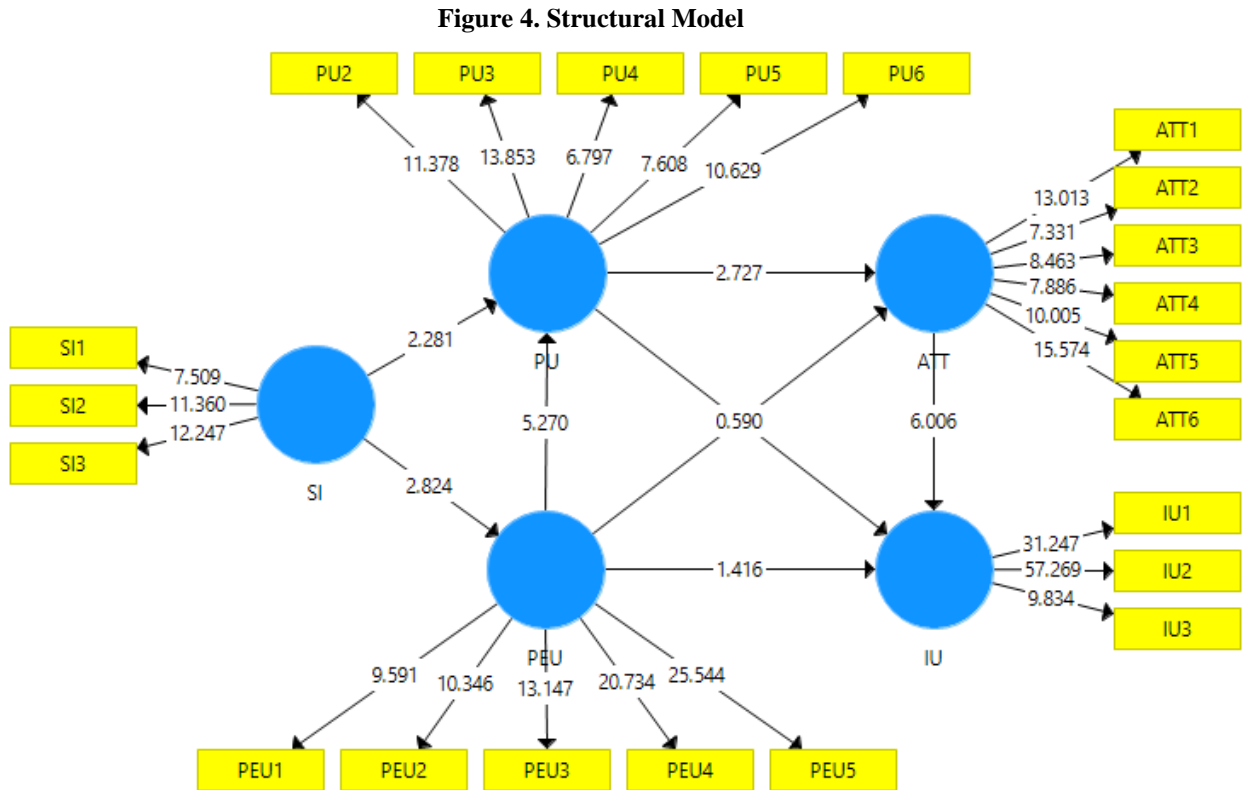 Figure 4. Structural Model
PU2
PU3
PU4
PU5
PU6
ATT1
ATT2
ATT3
ATT4
ATT5
ATT6
11.378
13.853
6.797
7.608
10.629
13.013
7.331
8.463
7.886
10.005
15.574
2.727
PU
ATT
SI1
SI2
SI3
7.509
11.360
12.247
SI
2.281
2.824
5.270
0.590
6.006
1.416
PEU
IU
IU1
IU2
IU3
31.247
57.269
9.834
9.591
10.346
13.147
20.734
25.544
PEU1
PEU2
PEU3
PEU4
PEU5